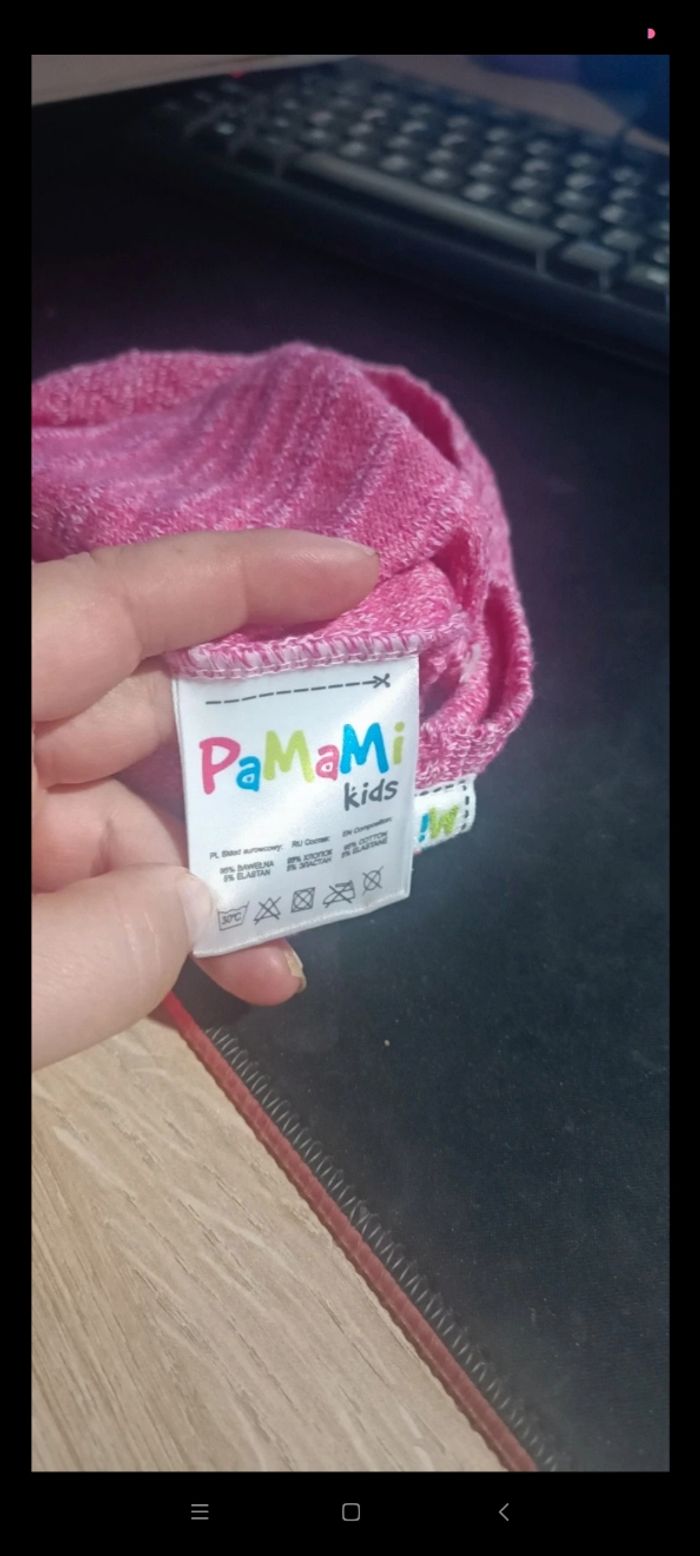 PaMaMi
kids
PL Skład surowcowy: RU Состав: EN Composition:
95% BAWEŁNA 95% ХЛОПОК 95% COTTON
5% ELASTAN 5% ЭЛАСТАН 5% ELASTANE
30°C